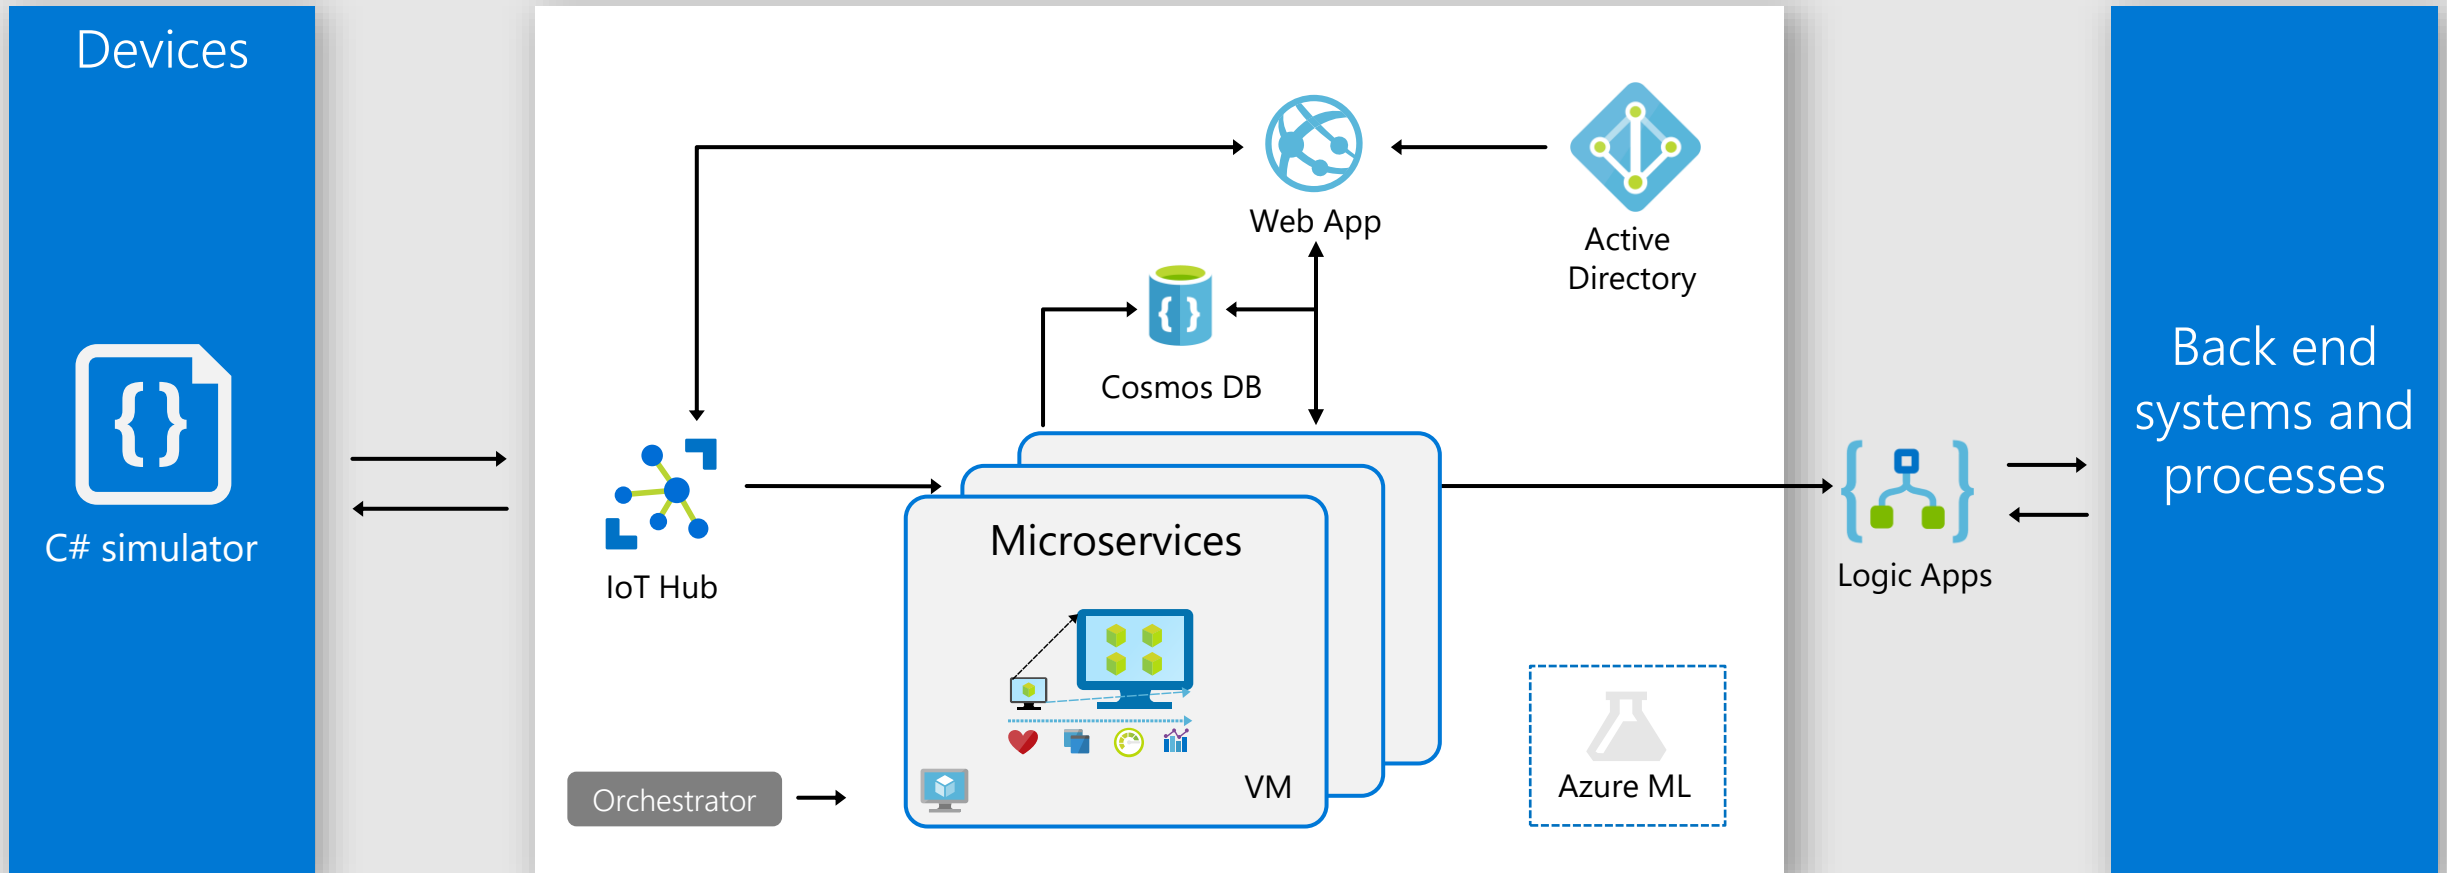 Devices
C# simulator
Web App
Active
Directory
Cosmos DB
IoT Hub
Microservices
VM
Orchestrator
Azure ML
Logic Apps
Back end
systems and
processes